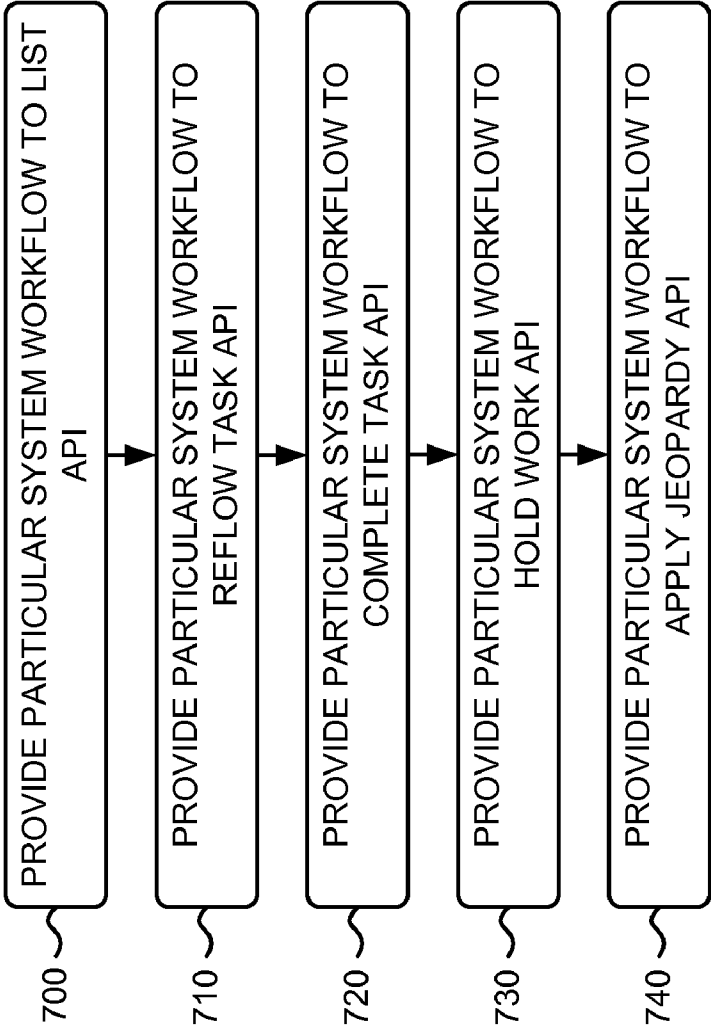 700
PROVIDE PARTICULAR SYSTEM WORKFLOW TO LIST
API
710
PROVIDE PARTICULAR SYSTEM WORKFLOW TO
REFLOW TASK API
720
PROVIDE PARTICULAR SYSTEM WORKFLOW TO
COMPLETE TASK API
730
PROVIDE PARTICULAR SYSTEM WORKFLOW TO
HOLD WORK API
740
PROVIDE PARTICULAR SYSTEM WORKFLOW TO
APPLY JEOPARDY API